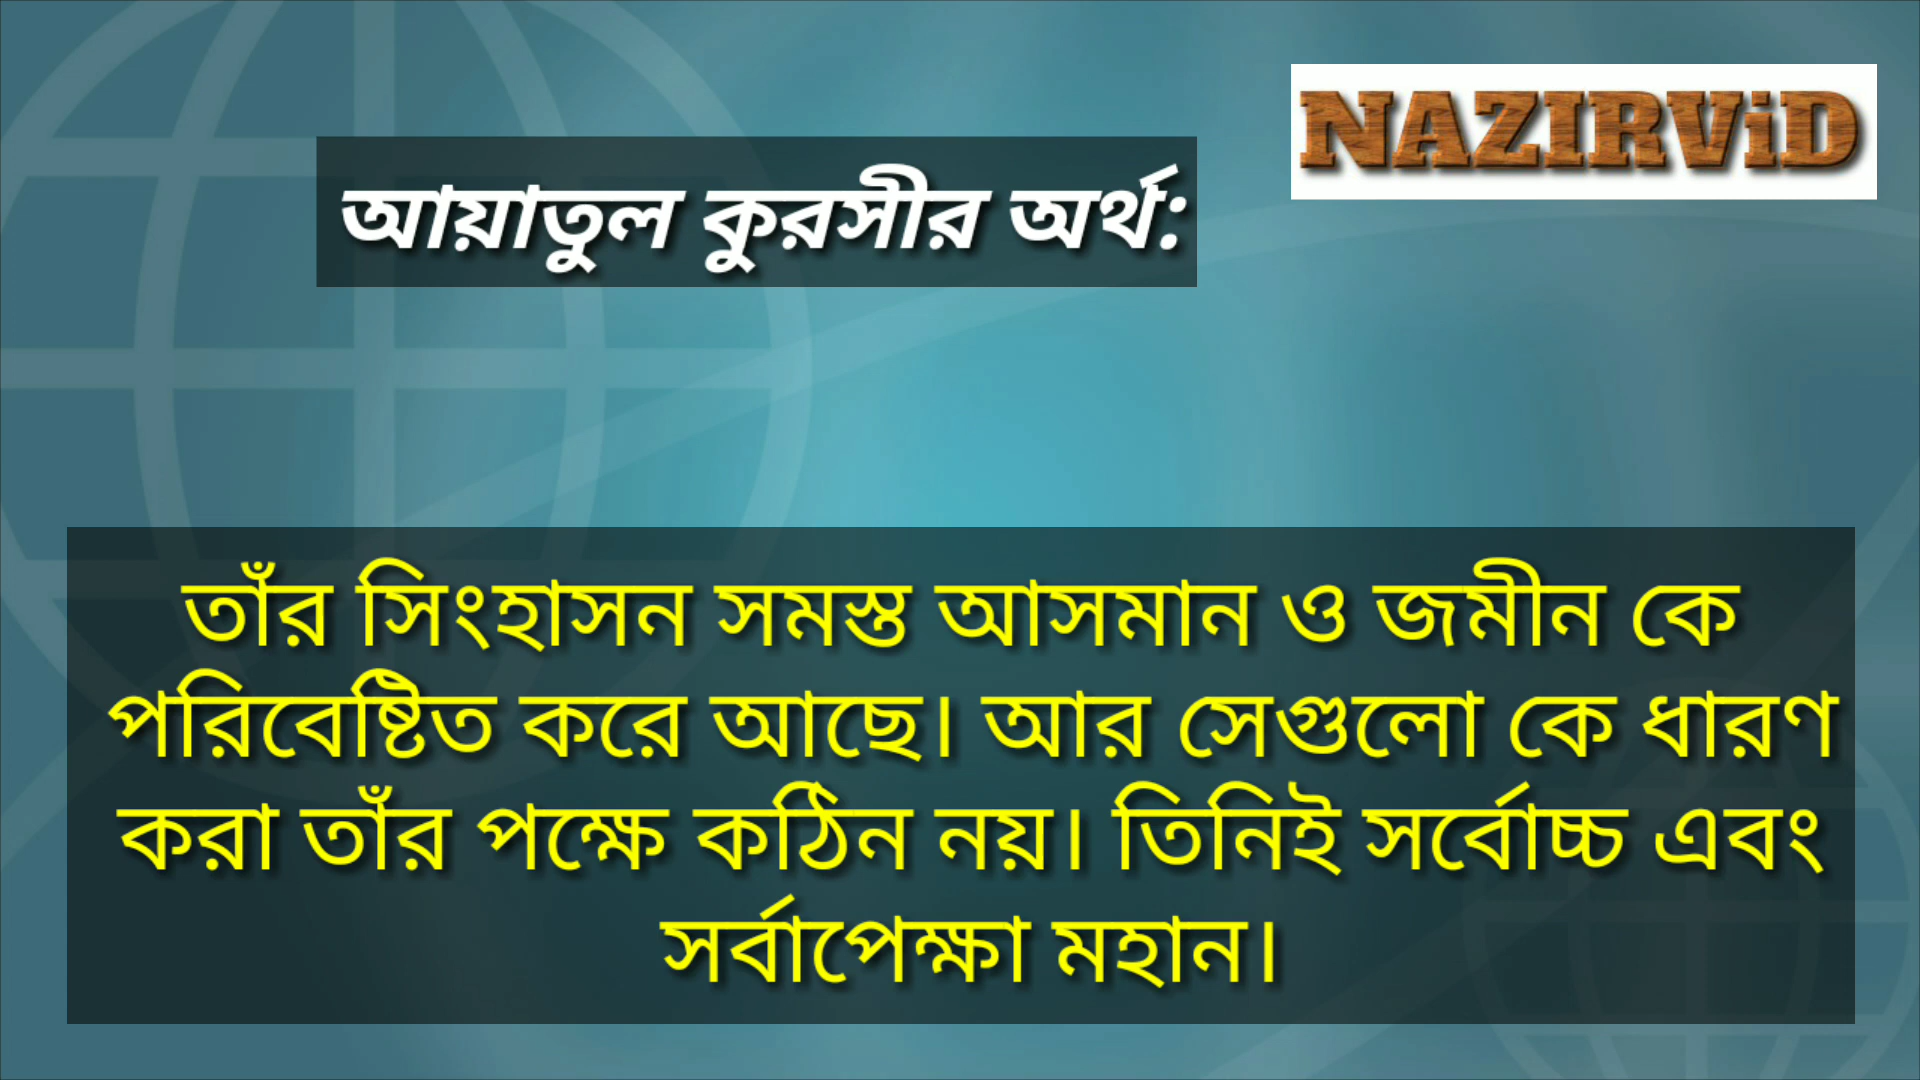 NAZIRViD
আয়াতুল কুরসীর অর্থ:
তাঁর সিংহাসন সমস্ত আসমান ও জমীন কে
পরিবেষ্টিত করে আছে। আর সেগুলো কে ধারণ
করা তাঁর পক্ষে কঠিন নয়। তিনিই সর্বোচ্চ এবং
সর্বাপেক্ষা মহান।